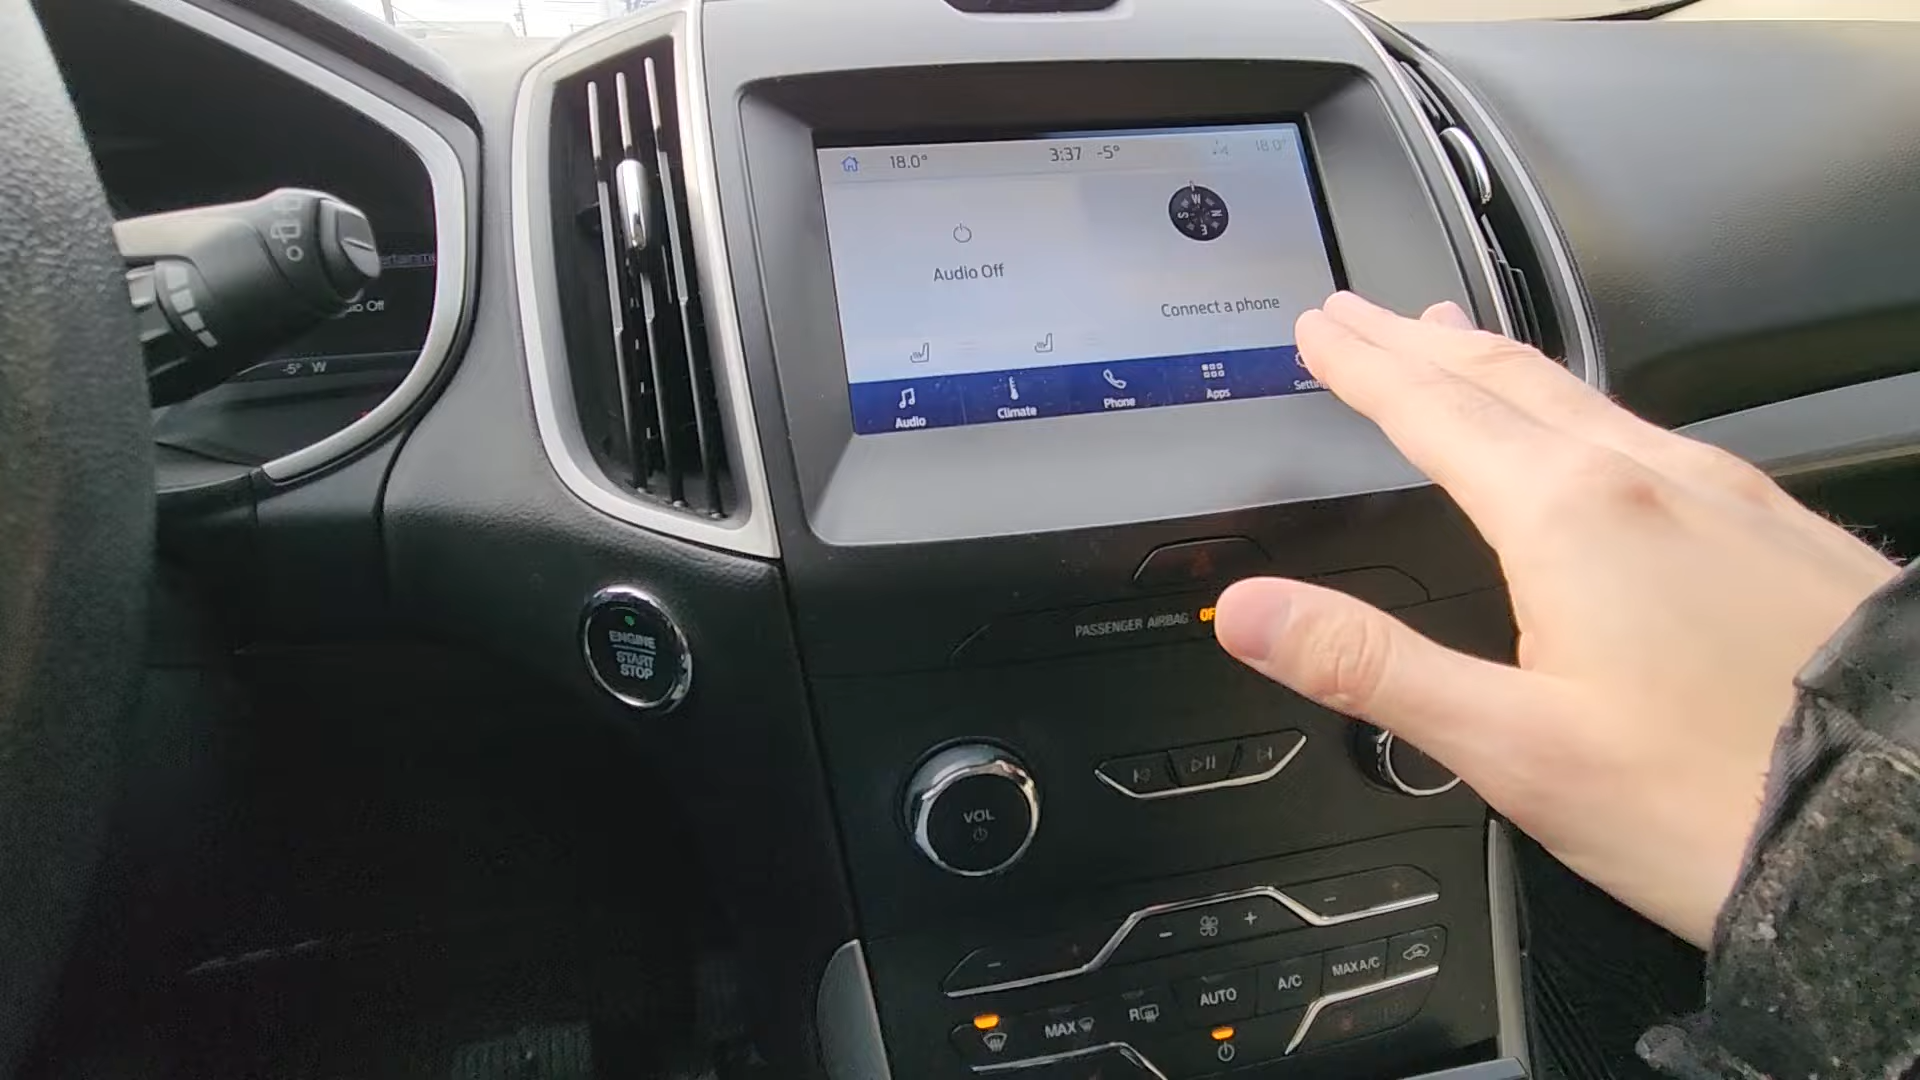 18.0°
3:37 -5°
18.0°
W
S
N
E
Audio Off
Connect a phone
Audio
Climate
Phone
Apps
-5° W
ENGINE
START
STOP
PASSENGER AIRBAG
VOL
- +
AUTO
A/C
MAX A/C
MAX
R